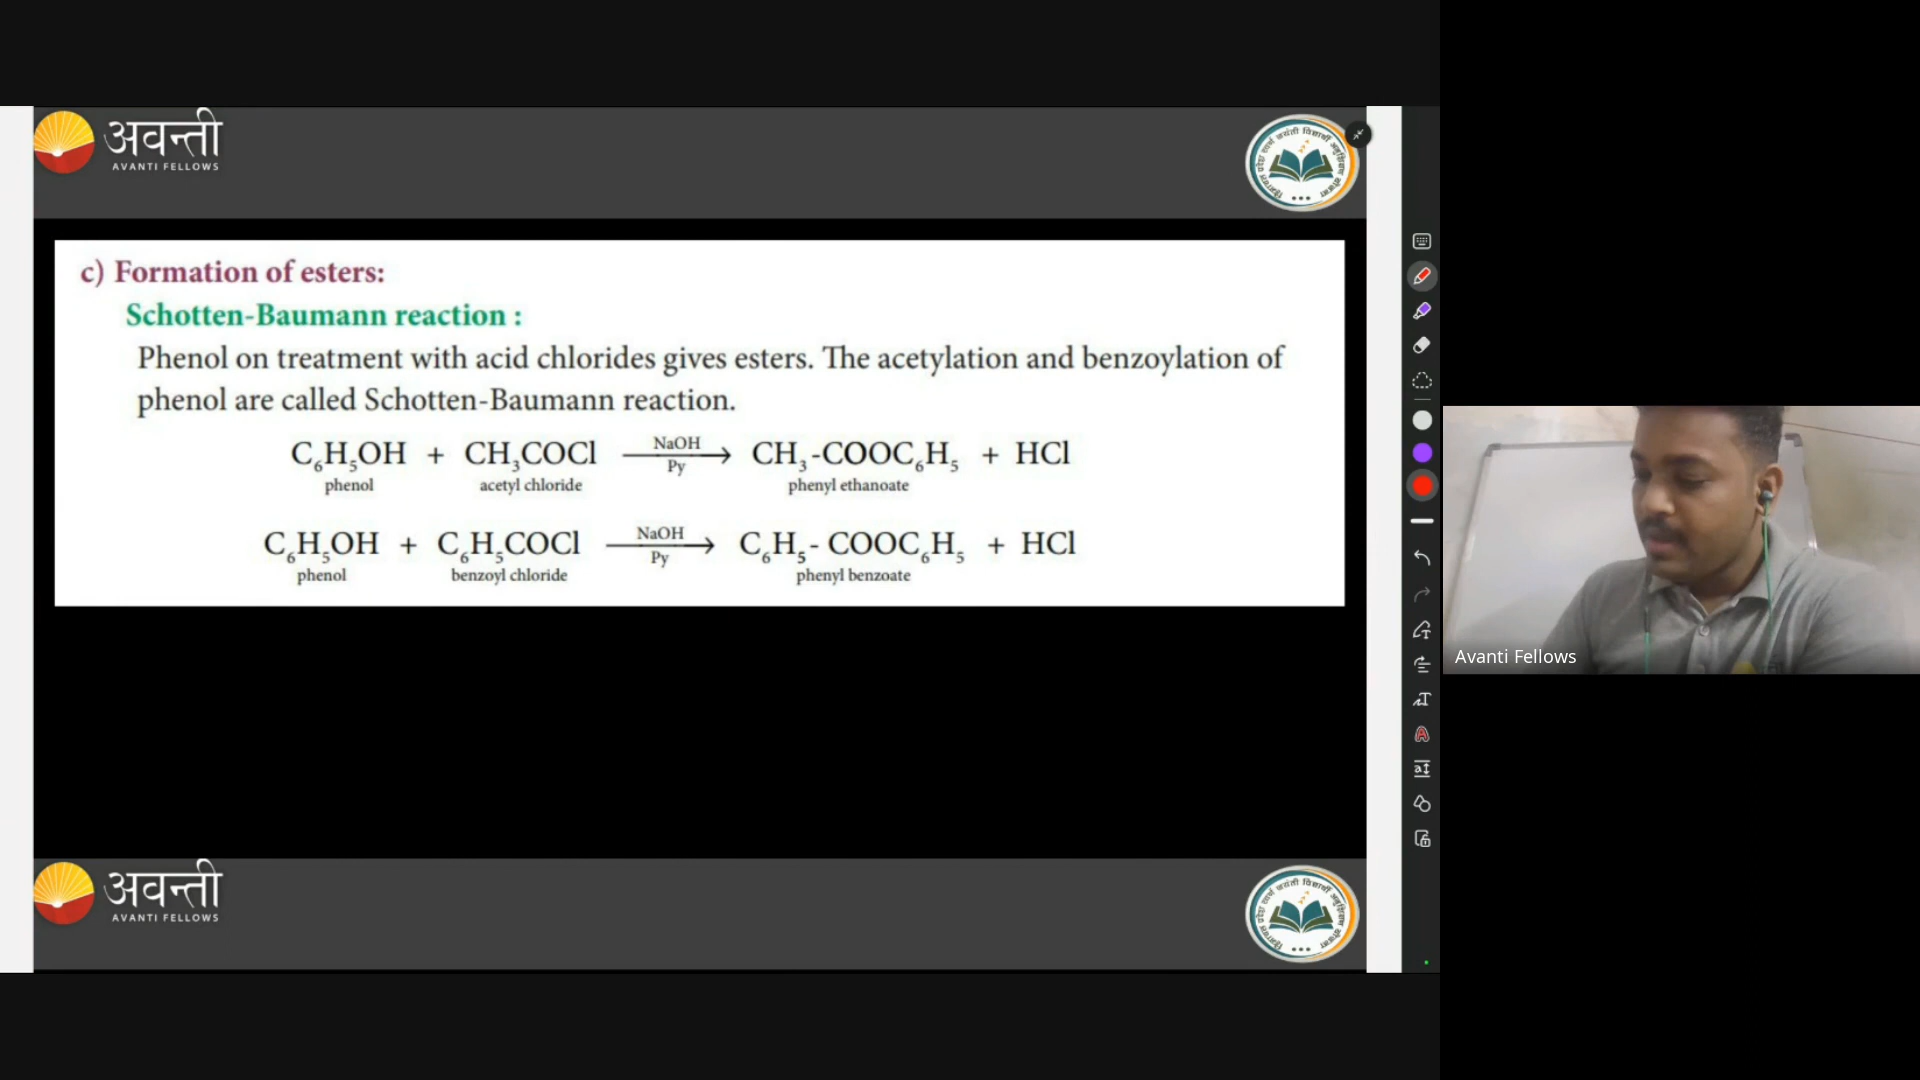 अवन्ती
AVANTI FELLOWS
c) Formation of esters:
Schotten-Baumann reaction :
Phenol on treatment with acid chlorides gives esters. The acetylation and benzoylation of
phenol are called Schotten-Baumann reaction.
C₆H₅OH + CH₃COCl —NaOH/Py→ CH₃-COOC₆H₅ + HCl
phenol acetyl chloride phenyl ethanoate
C₆H₅OH + C₆H₅COCl —NaOH/Py→ C₆H₅- COOC₆H₅ + HCl
phenol benzoyl chloride phenyl benzoate
Avanti Fellows
अवन्ती
AVANTI FELLOWS